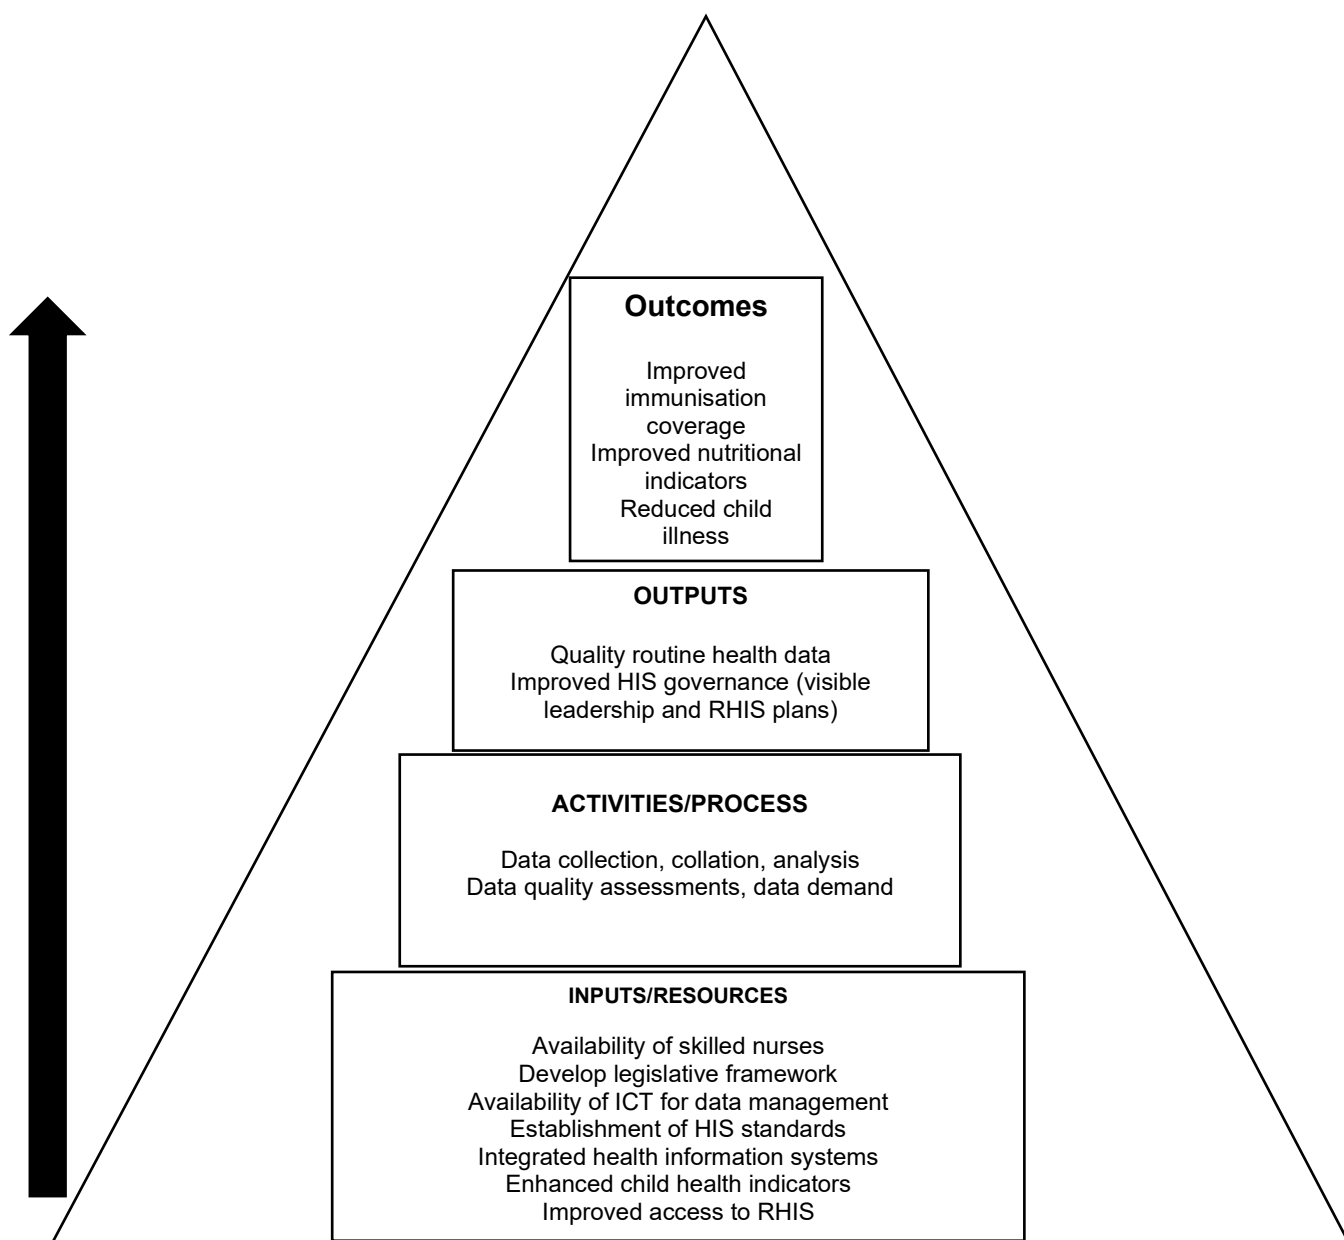 Outcomes
Improved
immunisation
coverage
Improved nutritional
indicators
Reduced child
illness
OUTPUTS
Quality routine health data
Improved HIS governance (visible
leadership and RHIS plans)
ACTIVITIES/PROCESS
Data collection, collation, analysis
Data quality assessments, data demand
INPUTS/RESOURCES
Availability of skilled nurses
Develop legislative framework
Availability of ICT for data management
Establishment of HIS standards
Integrated health information systems
Enhanced child health indicators
Improved access to RHIS